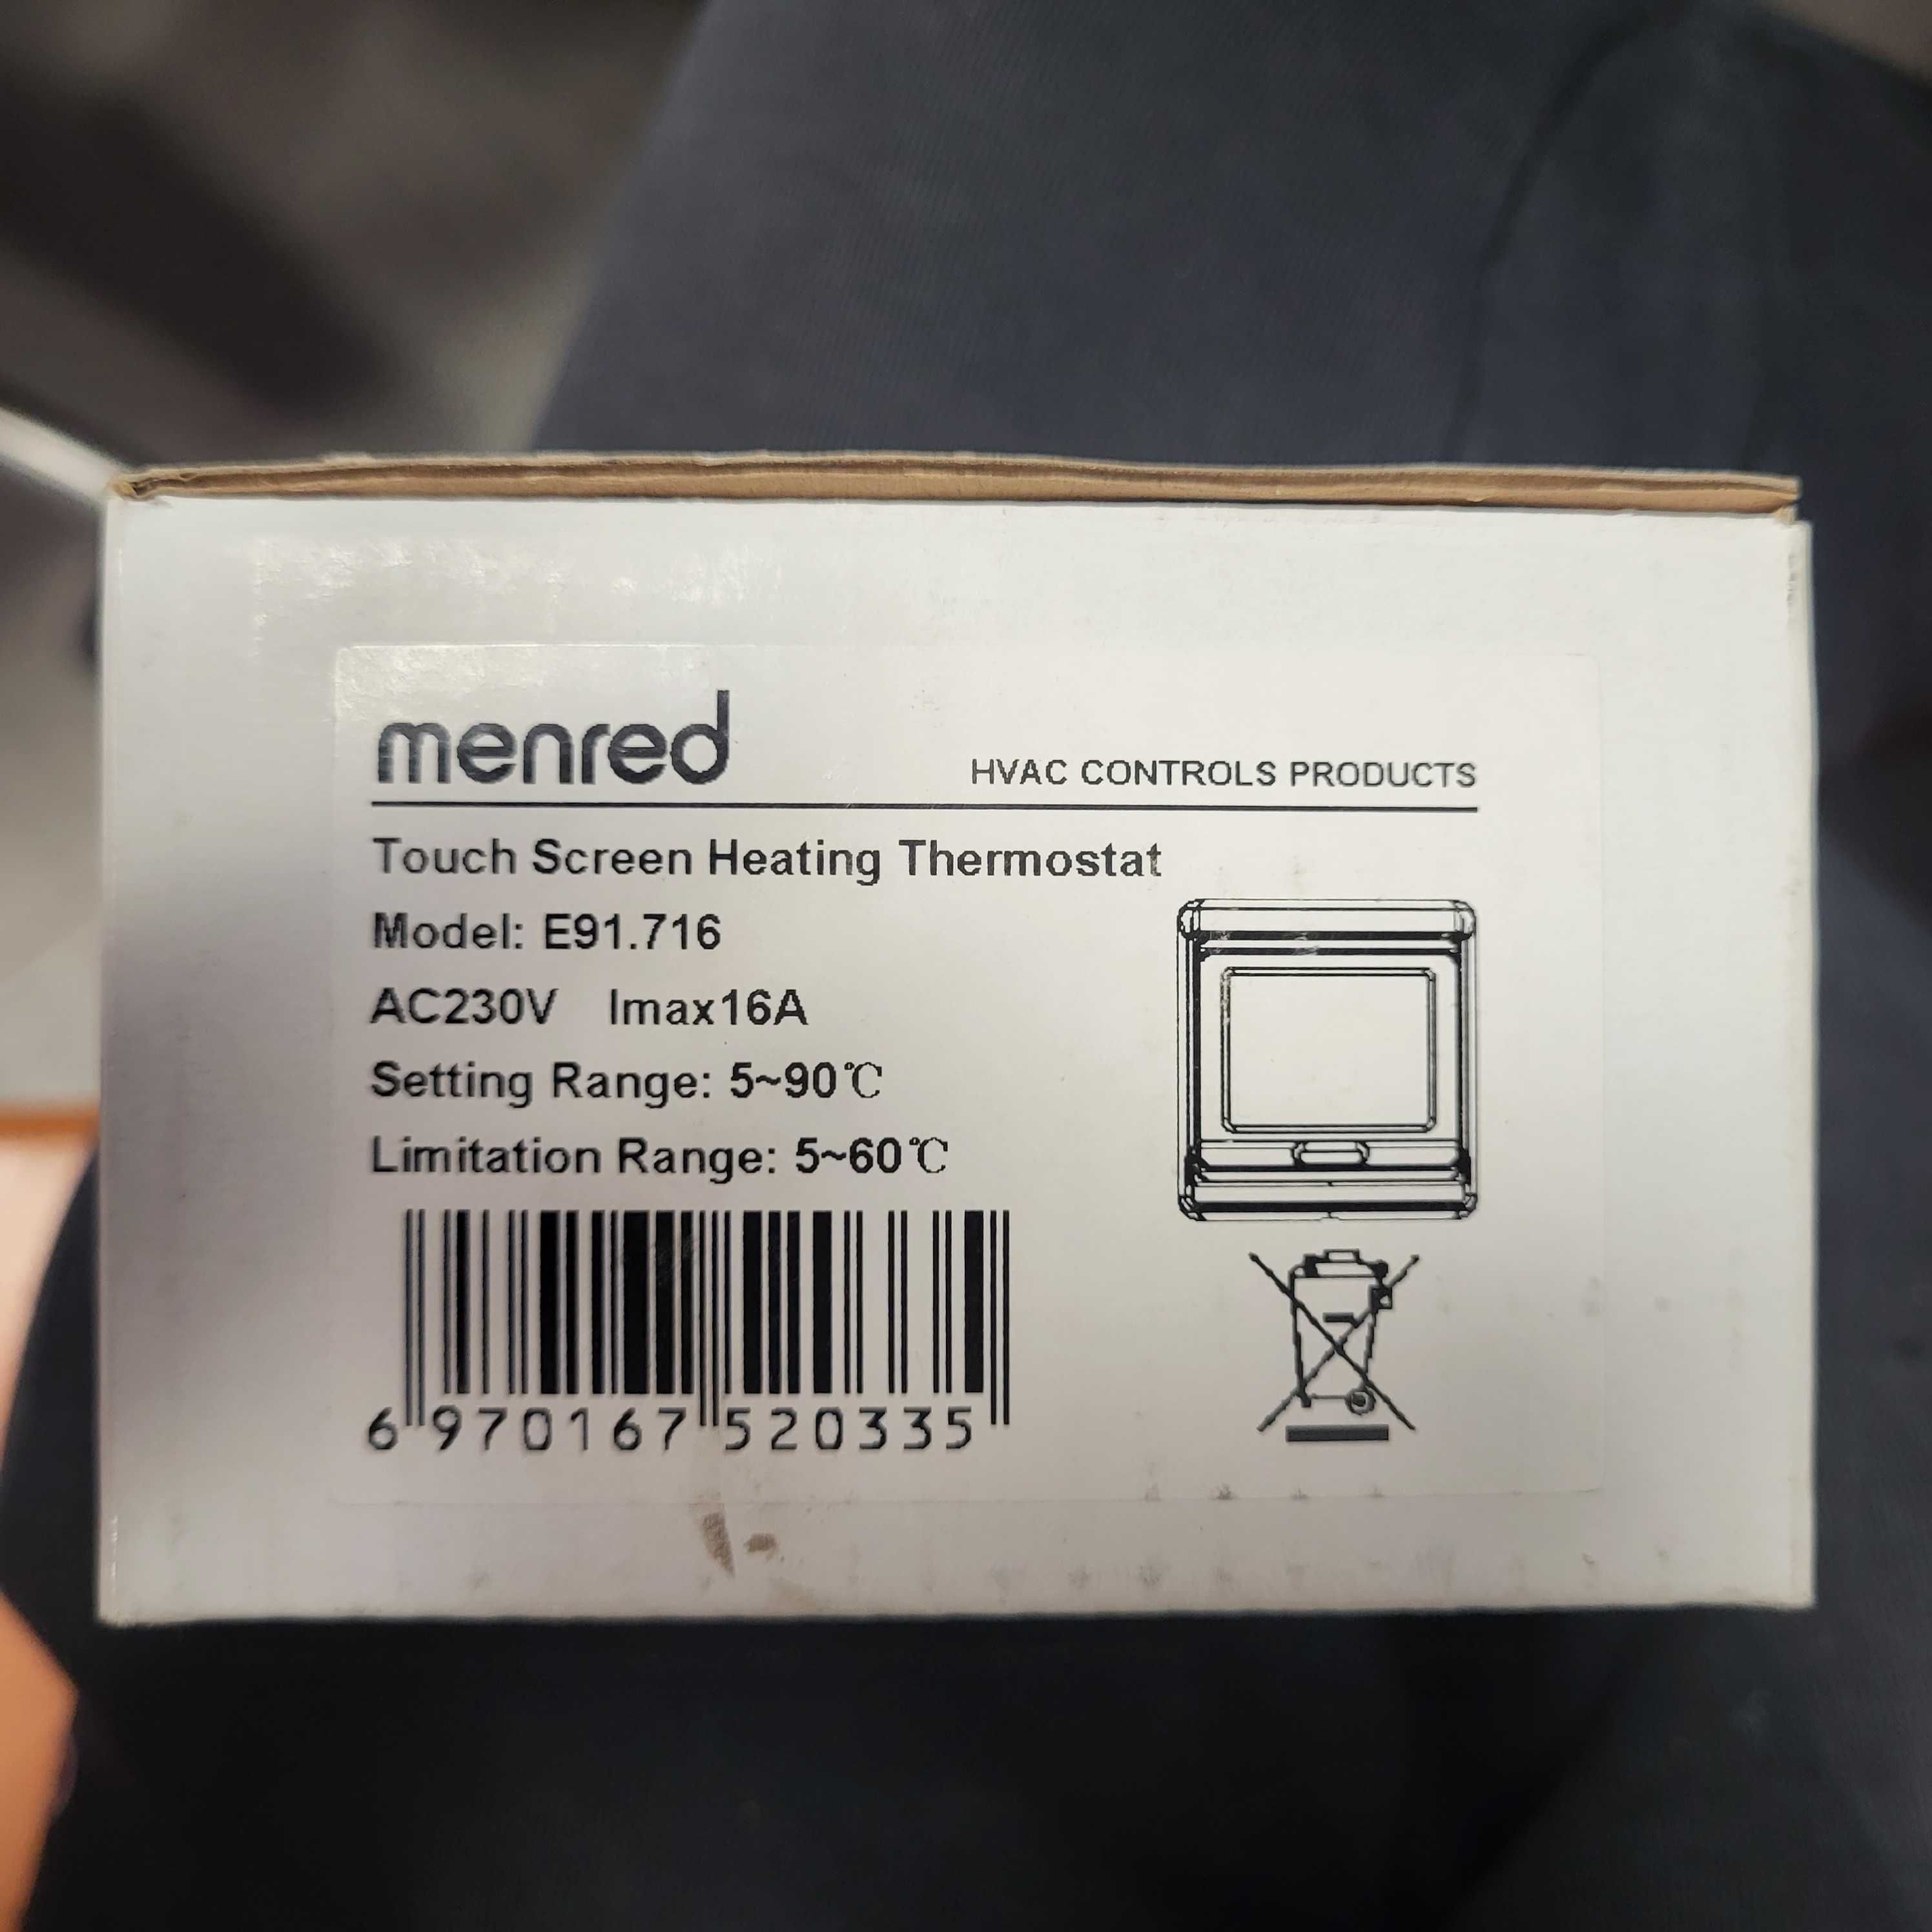 menred
HVAC CONTROLS PRODUCTS
Touch Screen Heating Thermostat
Model: E91.716
AC230V Imax16A
Setting Range: 5~90℃
Limitation Range: 5~60℃
6 970167 520335